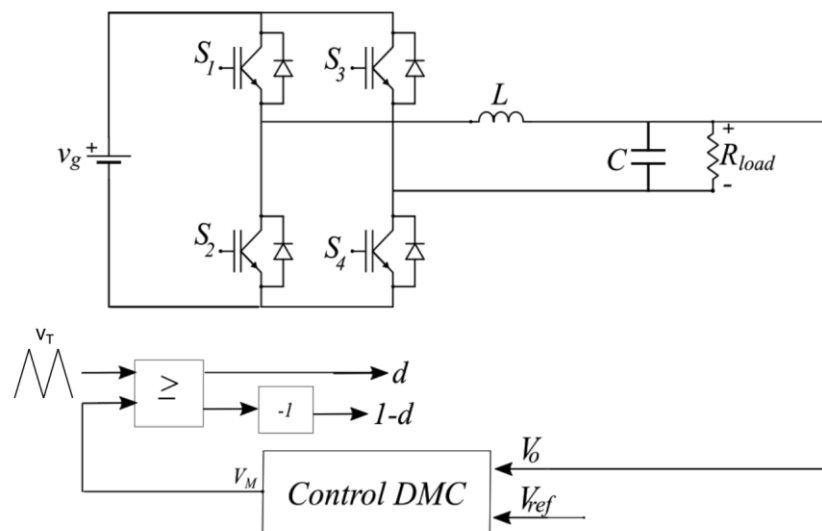 S1
S3
L
vg
+
C
+
Rload
-
S2
S4
vT
≥
d
-1
1-d
VM
Control DMC
Vo
Vref